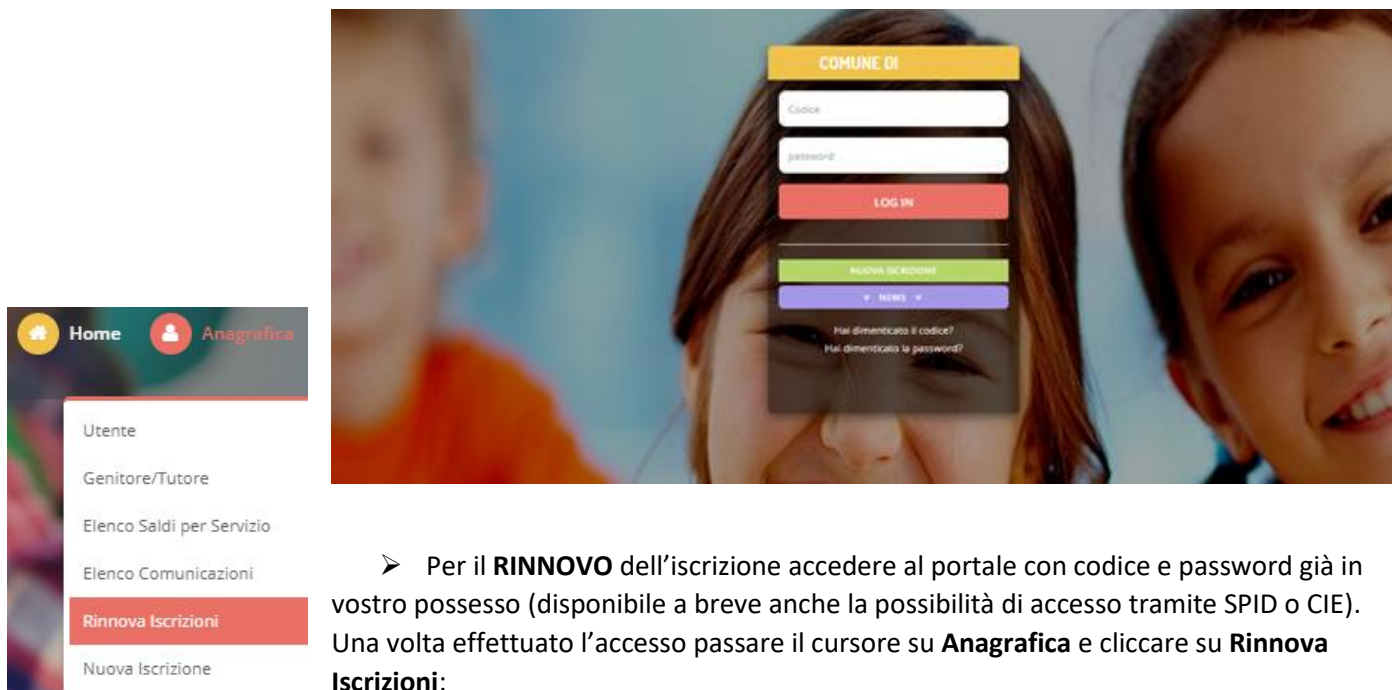 COMUNE DI
Codice
password
LOG IN
NUOVA ISCRIZIONE
NEWS
Hai dimenticato il codice?
Hai dimenticato la password?
Home Anagrafica
Utente
Genitore/Tutore
Elenco Saldi per Servizio
Elenco Comunicazioni
Rinnova Iscrizioni
Nuova Iscrizione
➢ Per il RINNOVO dell’iscrizione accedere al portale con codice e password già in
vostro possesso (disponibile a breve anche la possibilità di accesso tramite SPID o CIE).
Una volta effettuato l’accesso passare il cursore su Anagrafica e cliccare su Rinnova
Iscrizioni: